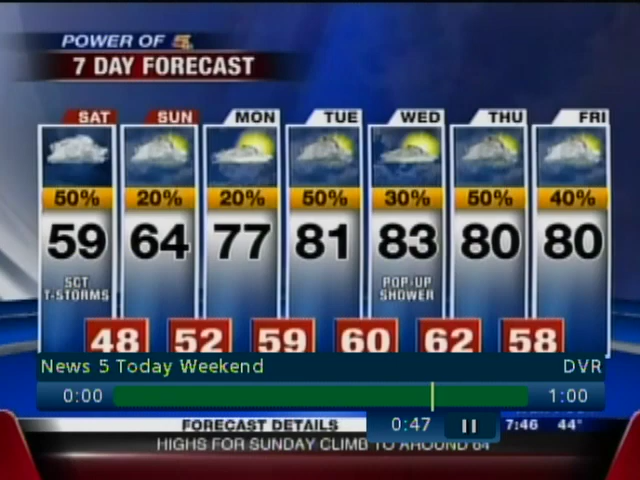 POWER OF 5
7 DAY FORECAST
SAT SUN MON TUE WED THU FRI
50% 20% 20% 50% 30% 50% 40%
59 64 77 81 83 80 80
SCT
T-STORMS
POP-UP
SHOWER
48 52 59 60 62 58
News 5 Today Weekend DVR
0:00 1:00
FORECAST DETAILS 0:47 7:46 44°
HIGHS FOR SUNDAY CLIMB TO AROUND 64